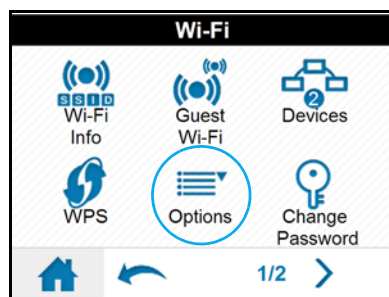 Wi-Fi
SSID
Wi-Fi
Info
Guest
Wi-Fi
2
Devices
WPS
Options
Change
Password
1/2